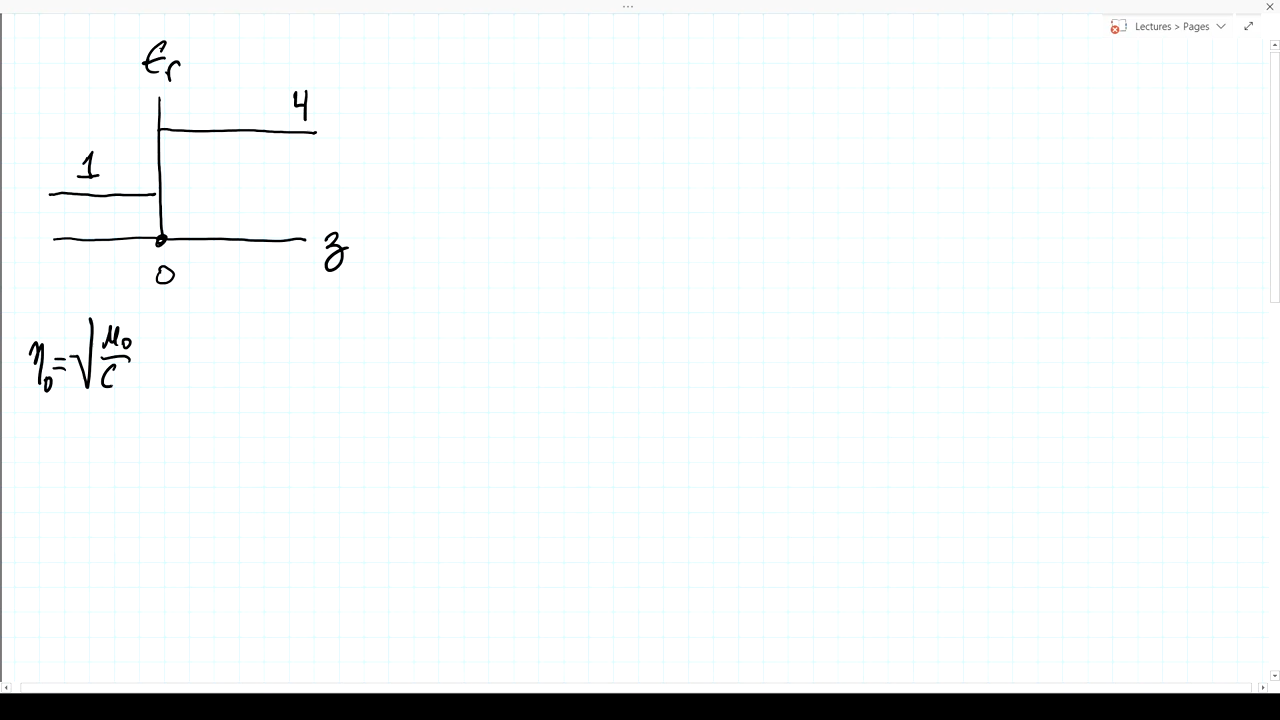 Lectures > Pages
ϵr
4
1
z
0
η0=√μ0/C